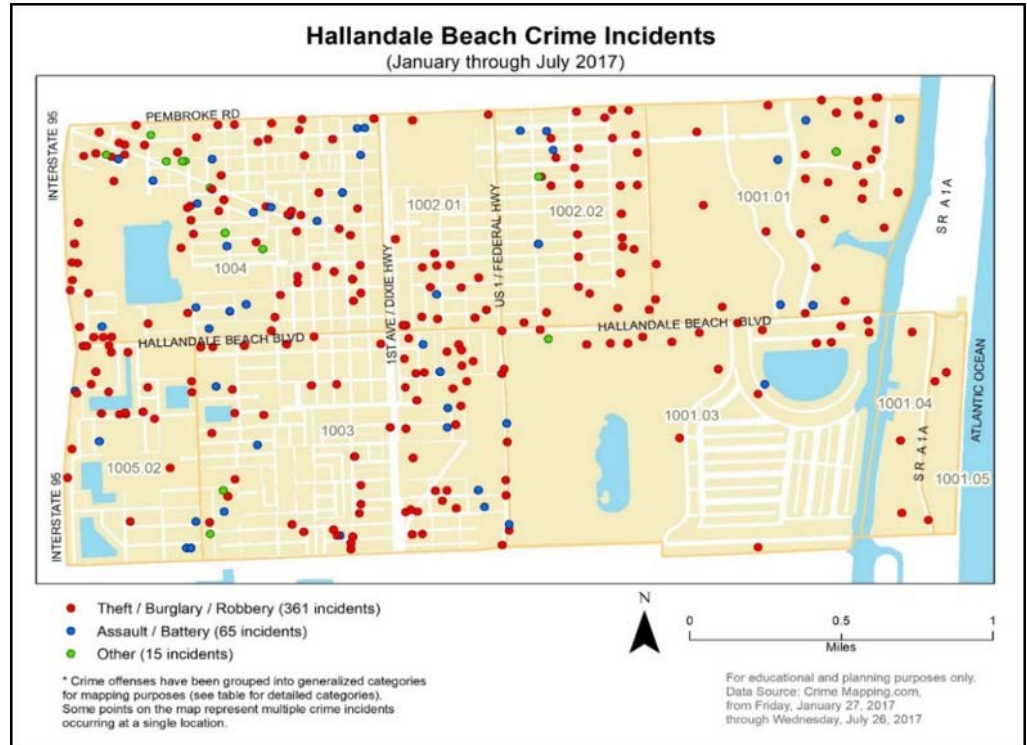 Hallandale Beach Crime Incidents
(January through July 2017)
PEMBROKE RD
INTERSTATE 95
1002.01
US 1 / FEDERAL HWY
1002.02
1001.01
SR A1A
1004
1ST AVE / DIXIE HWY
HALLANDALE BEACH BLVD
HALLANDALE BEACH BLVD
1003
1001.03
1001.04
ATLANTIC OCEAN
1005.02
SR A1A
1001.05
INTERSTATE 95
Theft / Burglary / Robbery (361 incidents)
Assault / Battery (65 incidents)
Other (15 incidents)
* Crime offenses have been grouped into generalized categories
for mapping purposes (see table for detailed categories).
Some points on the map represent multiple crime incidents
occurring at a single location.
N
0 0.5 1
Miles
For educational and planning purposes only.
Data Source: Crime Mapping.com,
from Friday, January 27, 2017
through Wednesday, July 26, 2017